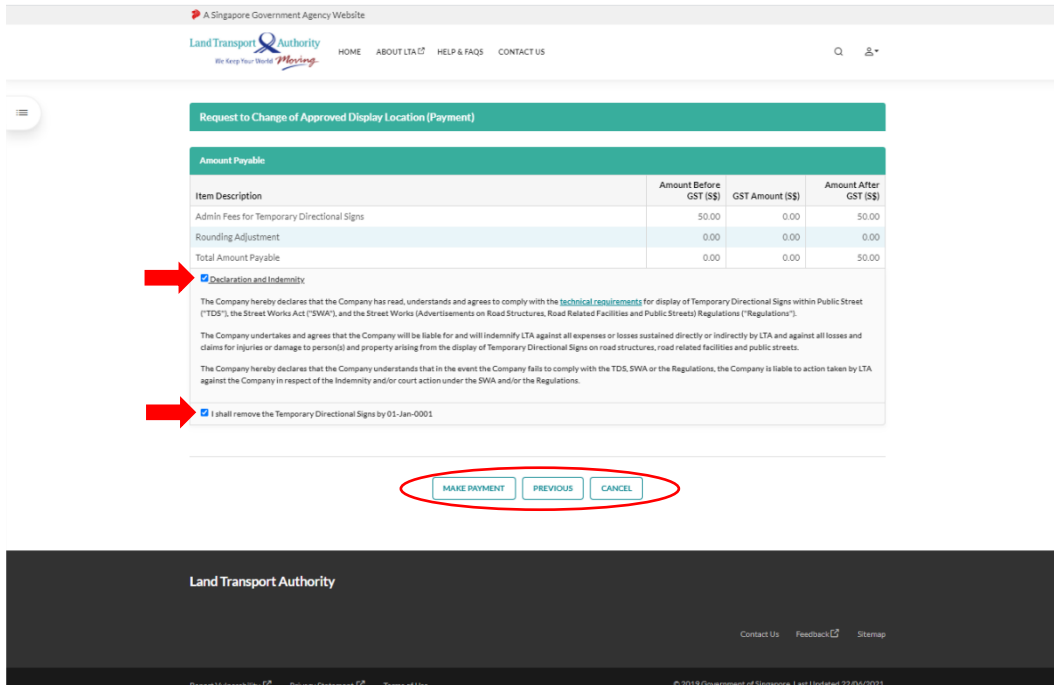 A Singapore Government Agency Website
Land Transport Authority
We Keep Your World Moving
HOME ABOUT LTA HELP & FAQS CONTACT US
Request to Change of Approved Display Location (Payment)
Amount Payable
Item Description Amount Before GST (S$) GST Amount (S$) Amount After GST (S$)
Admin Fees for Temporary Directional Signs 50.00 0.00 50.00
Rounding Adjustment 0.00 0.00 0.00
Total Amount Payable 0.00 0.00 50.00
Declaration and Indemnity
The Company hereby declares that the Company has read, understands and agrees to comply with the technical requirements for display of Temporary Directional Signs within Public Street
("TDS"), the Street Works Act ("SWA"), and the Street Works (Advertisements on Road Structures, Road Related Facilities and Public Streets) Regulations ("Regulations").
The Company undertakes and agrees that the Company will be liable for and will indemnify LTA against all expenses or losses sustained directly or indirectly by LTA and against all losses and
claims for injuries or damage to person(s) and property arising from the display of Temporary Directional Signs on road structures, road related facilities and public streets.
The Company hereby declares that the Company understands that in the event the Company fails to comply with the TDS, SWA or the Regulations, the Company is liable to action taken by LTA
against the Company in respect of the Indemnity and/or court action under the SWA and/or the Regulations.
I shall remove the Temporary Directional Signs by 01-Jan-0001
MAKE PAYMENT PREVIOUS CANCEL
Land Transport Authority
Contact Us Feedback Sitemap
Report Vulnerability Privacy Statement Terms of Use © 2019 Government of Singapore. Last Updated 22/04/2021